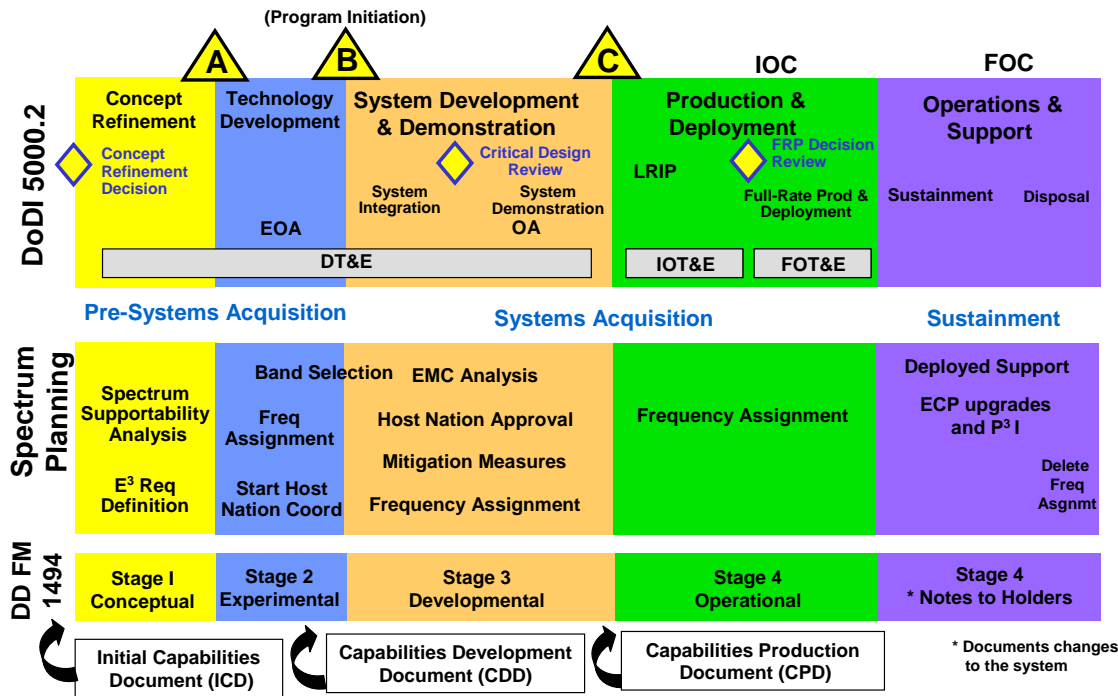 (Program Initiation)
A
B
C
IOC
FOC
DoDI 5000.2
Concept
Refinement
Technology
Development
System Development
& Demonstration
Production &
Deployment
Operations &
Support
Concept
Refinement
Decision
Critical Design
Review
FRP Decision
Review
LRIP
System
Integration
System
Demonstration
OA
Full-Rate Prod &
Deployment
Sustainment
Disposal
EOA
DT&E
IOT&E
FOT&E
Pre-Systems Acquisition
Systems Acquisition
Sustainment
Spectrum
Planning
Spectrum
Supportability
Analysis
E³ Req
Definition
Band Selection
Freq
Assignment
Start Host
Nation Coord
EMC Analysis
Host Nation Approval
Mitigation Measures
Frequency Assignment
Frequency Assignment
Deployed Support
ECP upgrades
and P³ I
Delete
Freq
Asgnmt
DD FM
1494
Stage I
Conceptual
Stage 2
Experimental
Stage 3
Developmental
Stage 4
Operational
Stage 4
* Notes to Holders
Initial Capabilities
Document (ICD)
Capabilities Development
Document (CDD)
Capabilities Production
Document (CPD)
* Documents changes
to the system